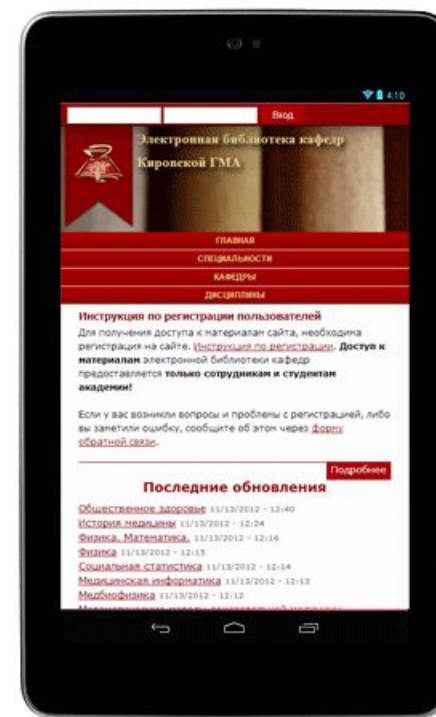 4:10
Вход
Электронная библиотека кафедр
Кировской ГМА
ГЛАВНАЯ
СПЕЦИАЛЬНОСТИ
КАФЕДРЫ
ДИСЦИПЛИНЫ
Инструкция по регистрации пользователей
Для получения доступа к материалам сайта, необходима
регистрация на сайте. Инструкция по регистрации. Доступ к
материалам электронной библиотеки кафедр
предоставляется только сотрудникам и студентам
академии!
Если у вас возникли вопросы и проблемы с регистрацией, либо
вы заметили ошибку, сообщите об этом через форму
обратной связи.
Подробнее
Последние обновления
Общественное здоровье 11/13/2012 - 12:40
История медицины 11/13/2012 - 12:24
Физика. Математика. 11/13/2012 - 12:16
Физика 11/13/2012 - 12:15
Социальная статистика 11/13/2012 - 12:14
Медицинская информатика 11/13/2012 - 12:13
Медбиофизика 11/13/2012 - 12:12